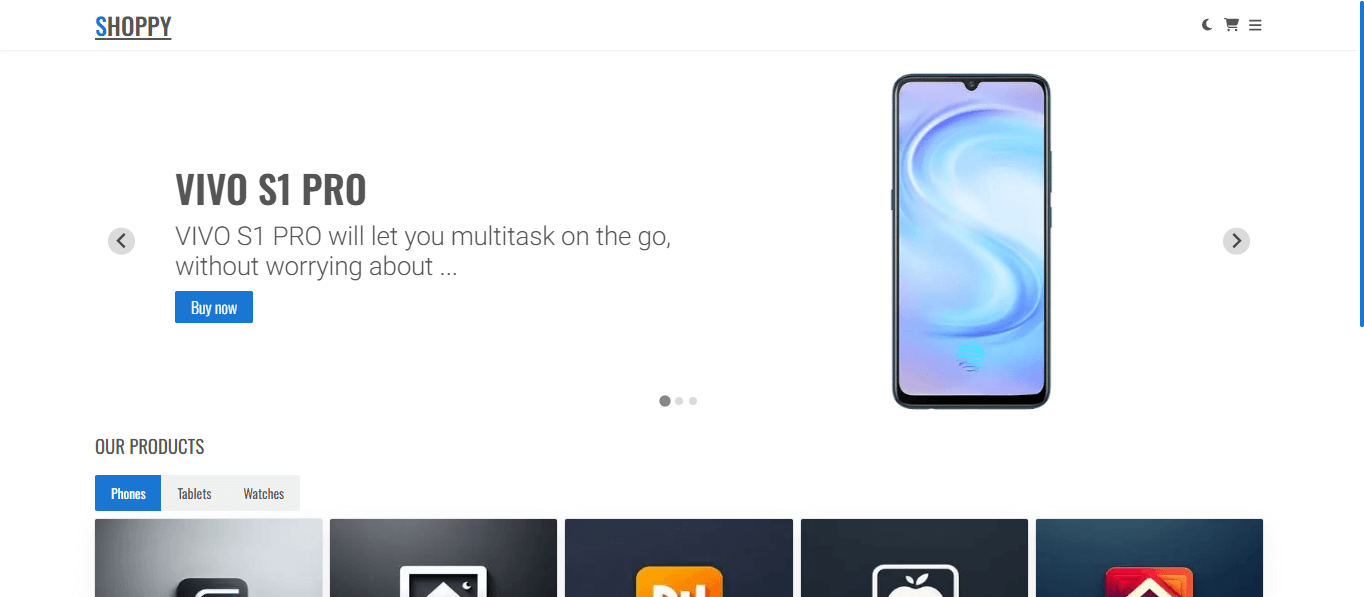 SHOPPY
VIVO S1 PRO
VIVO S1 PRO will let you multitask on the go,
without worrying about ...
Buy now
OUR PRODUCTS
Phones
Tablets
Watches